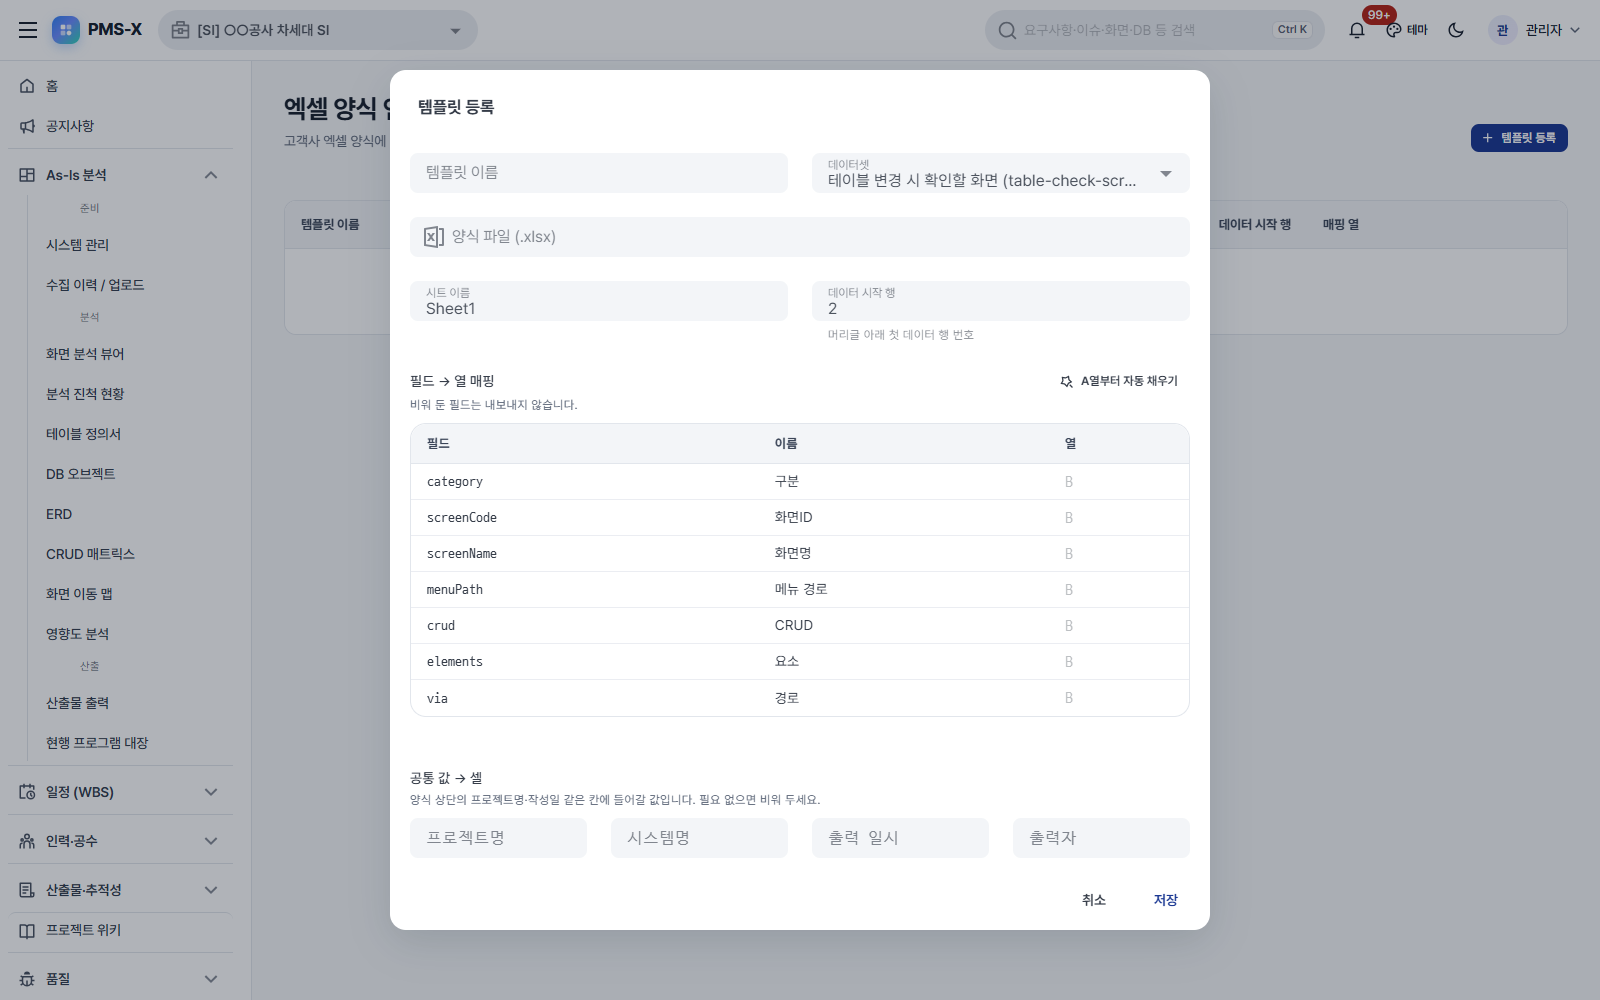 PMS-X
[SI] 〇〇공사 차세대 SI
요구사항·이슈·화면·DB 등 검색
Ctrl K
99+
테마
관
관리자
홈
공지사항
As-Is 분석
준비
시스템 관리
수집 이력 / 업로드
분석
화면 분석 뷰어
분석 진척 현황
테이블 정의서
DB 오브젝트
ERD
CRUD 매트릭스
화면 이동 맵
영향도 분석
산출
산출물 출력
현행 프로그램 대장
일정 (WBS)
인력·공수
산출물·추적성
프로젝트 위키
품질
엑셀 양식
고객사 엑셀 양식에
템플릿 등록
템플릿 이름
데이터 시작 행
매핑 열
템플릿 등록
템플릿 이름
데이터셋
테이블 변경 시 확인할 화면 (table-check-scr...
양식 파일 (.xlsx)
시트 이름
Sheet1
데이터 시작 행
2
머리글 아래 첫 데이터 행 번호
필드 → 열 매핑
A열부터 자동 채우기
비워 둔 필드는 내보내지 않습니다.
필드 이름 열
category 구분 B
screenCode 화면ID B
screenName 화면명 B
menuPath 메뉴 경로 B
crud CRUD B
elements 요소 B
via 경로 B
공통 값 → 셀
양식 상단의 프로젝트명·작성일 같은 칸에 들어갈 값입니다. 필요 없으면 비워 두세요.
프로젝트명
시스템명
출력 일시
출력자
취소
저장